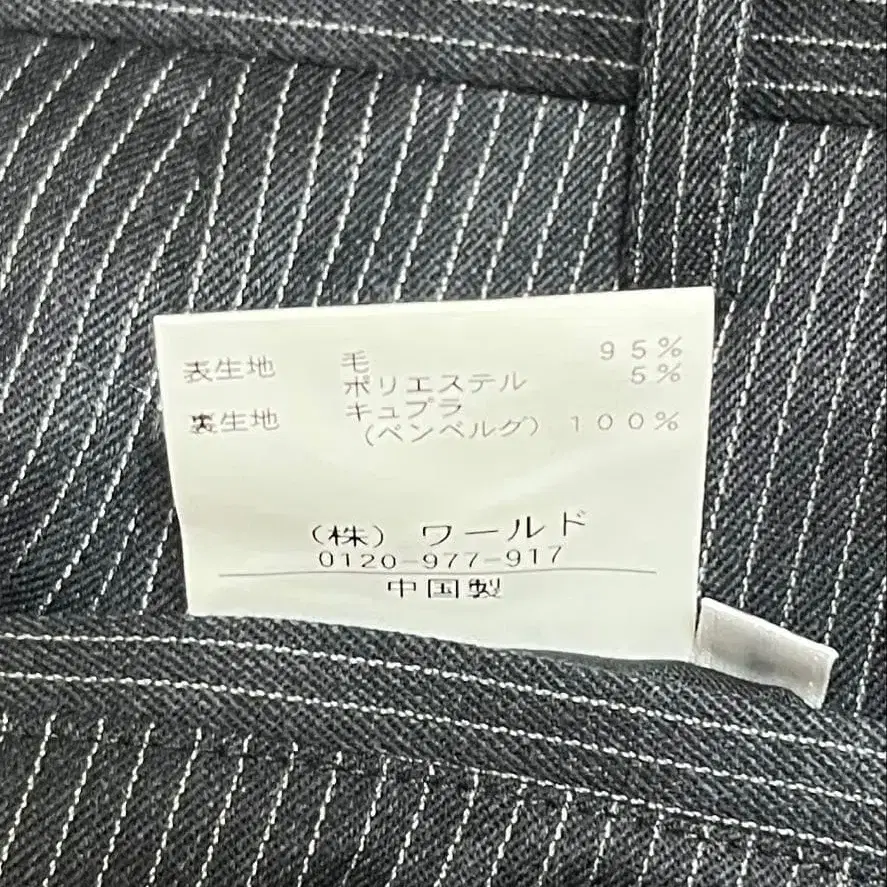 表生地 毛 95%
ポリエステル 5%
裏生地 キュプラ
(ベンベルグ) 100%
(株) ワールド
0120-977-917
中国製